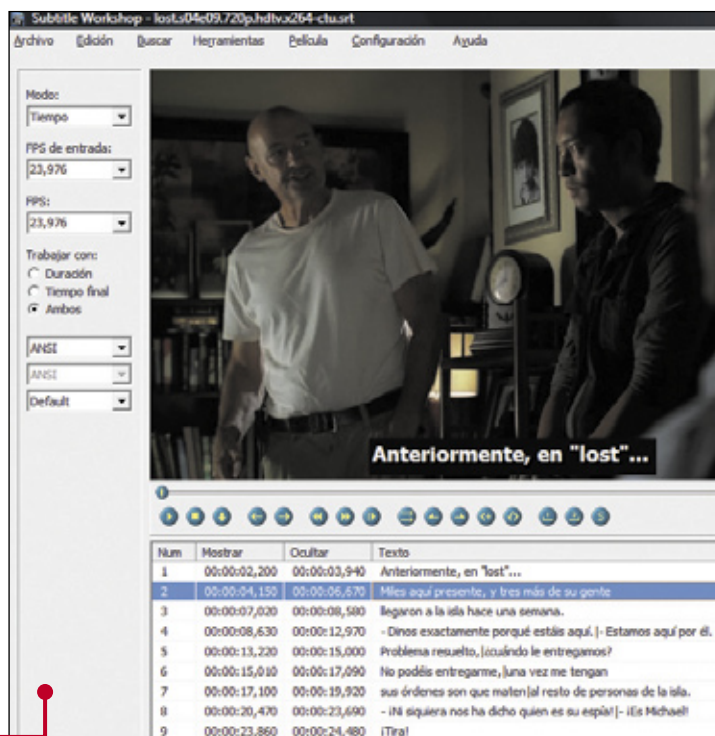 Subtitle Workshop - lost.s04e09.720p.hdtv.x264-ctu.srt
Archivo Edición Buscar Herramientas Película Configuración Ayuda
Modo:
Tiempo
FPS de entrada:
23,976
FPS:
23,976
Trabajar con:
Duración
Tiempo final
Ambos
ANSI
ANSI
Default
Anteriormente, en "lost"...
Num Mostrar Ocultar Texto
1 00:00:02,200 00:00:03,940 Anteriormente, en "lost"...
2 00:00:04,150 00:00:06,670 Miles aquí presente, y tres más de su gente
3 00:00:07,020 00:00:08,580 llegaron a la isla hace una semana.
4 00:00:08,630 00:00:12,970 - Dinos exactamente porqué estáis aquí.|- Estamos aquí por él.
5 00:00:13,220 00:00:15,000 Problema resuelto,|¿cuándo le entregamos?
6 00:00:15,010 00:00:17,090 No podéis entregarme,|una vez me tengan
7 00:00:17,100 00:00:19,920 sus órdenes son que maten|al resto de personas de la isla.
8 00:00:20,470 00:00:23,690 - ¡Ni siquiera nos ha dicho quien es su espía!|- ¡Es Michael!
9 00:00:23,860 00:00:24,480 ¡Tira!